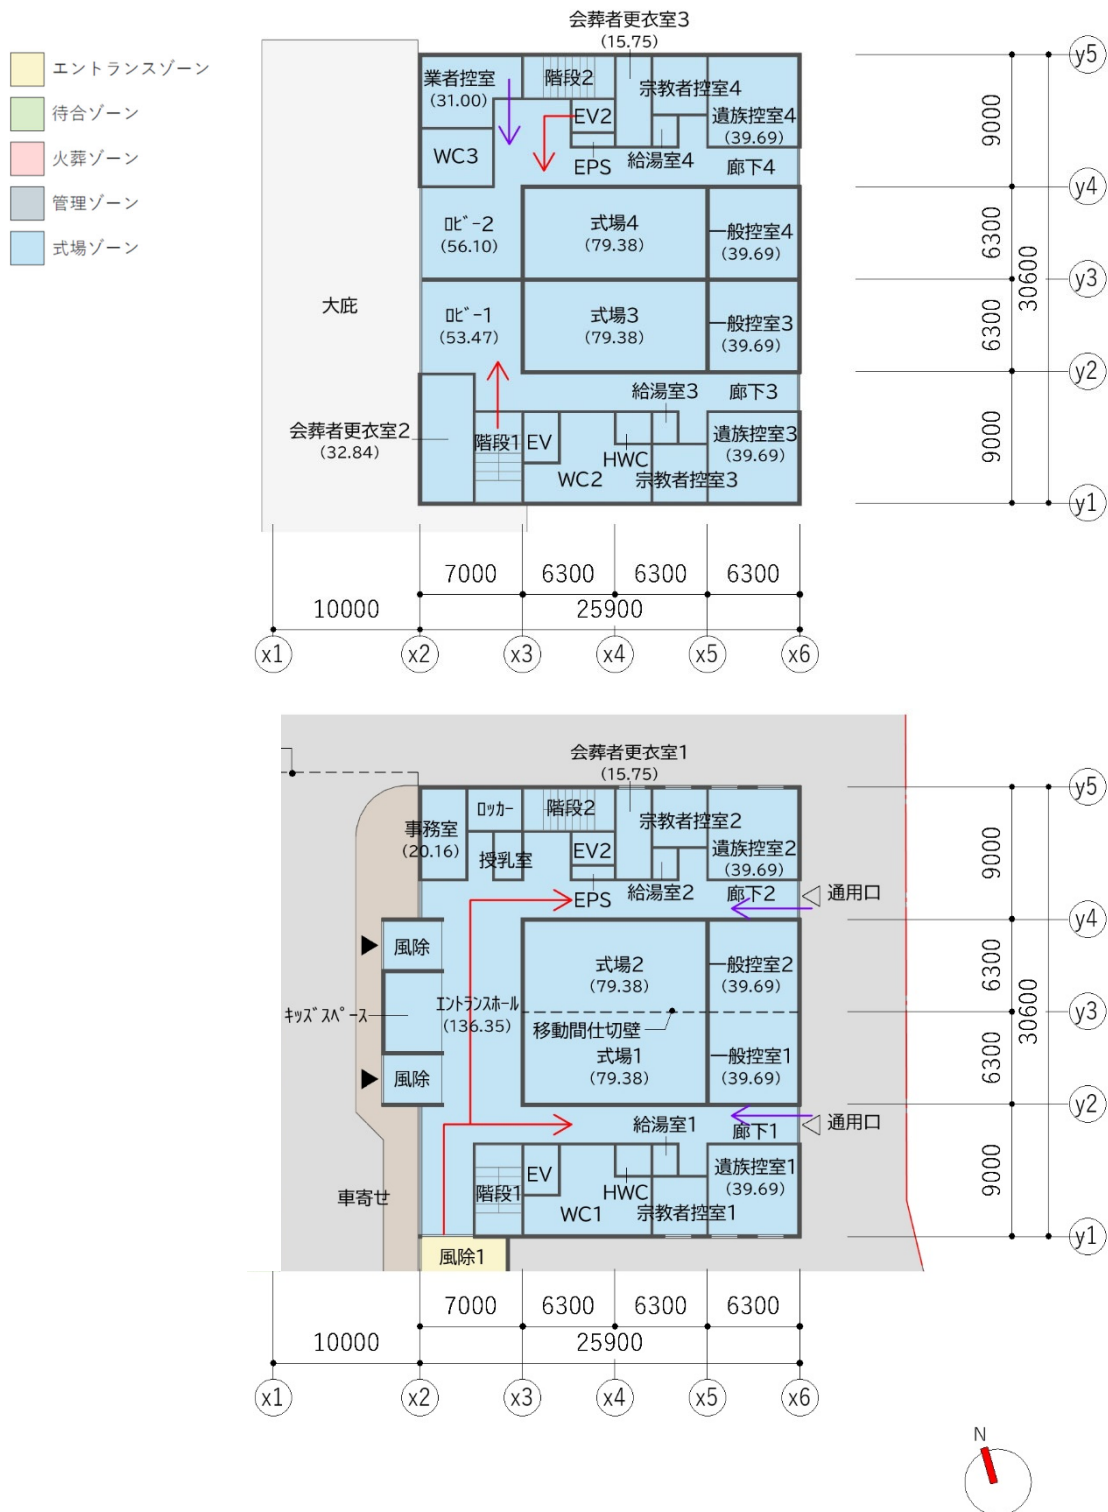 エントランスゾーン
待合ゾーン
火葬ゾーン
管理ゾーン
式場ゾーン
会葬者更衣室3
(15.75)
業者控室
(31.00)
階段2
宗教者控室4
EV2
遺族控室4
(39.69)
WC3
EPS
給湯室4
廊下4
ﾛﾋﾞｰ2
(56.10)
式場4
(79.38)
一般控室4
(39.69)
大庇
ﾛﾋﾞｰ1
(53.47)
式場3
(79.38)
一般控室3
(39.69)
給湯室3
廊下3
会葬者更衣室2
(32.84)
階段1
EV
HWC
遺族控室3
(39.69)
WC2
宗教者控室3
y5
9000
y4
6300
y3
30600
6300
y2
9000
y1
7000
6300
6300
6300
10000
25900
x1
x2
x3
x4
x5
x6
会葬者更衣室1
(15.75)
事務室
(20.16)
ﾛｯｶｰ
階段2
宗教者控室2
授乳室
EV2
遺族控室2
(39.69)
EPS
給湯室2
廊下2
通用口
風除
式場2
(79.38)
一般控室2
(39.69)
ｷｯｽﾞｽﾍﾟｰｽ
ｴﾝﾄﾗﾝｽﾎｰﾙ
(136.35)
移動間仕切壁
風除
式場1
(79.38)
一般控室1
(39.69)
給湯室1
廊下1
通用口
車寄せ
階段1
EV
HWC
遺族控室1
(39.69)
WC1
宗教者控室1
風除1
y5
9000
y4
6300
y3
30600
6300
y2
9000
y1
7000
6300
6300
6300
10000
25900
x1
x2
x3
x4
x5
x6
N